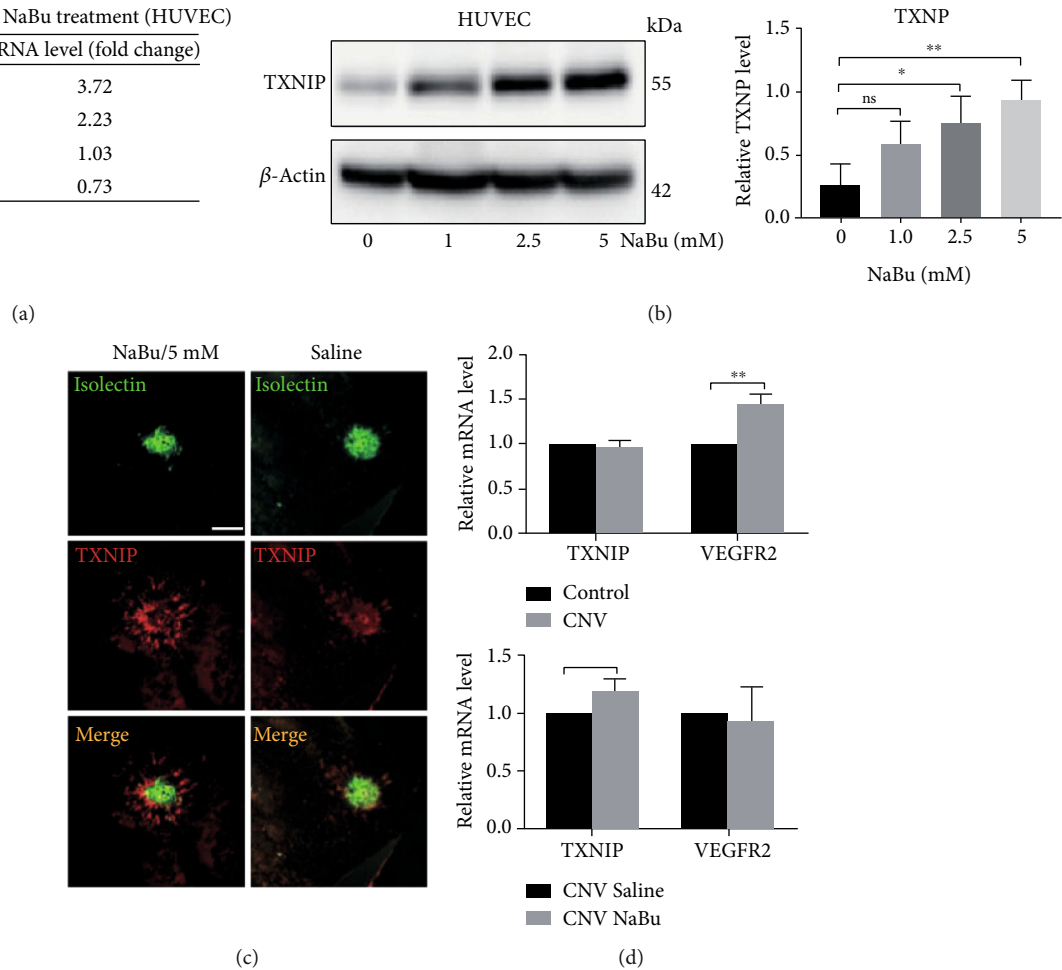 NaBu treatment (HUVEC)
RNA level (fold change)
3.72
2.23
1.03
0.73
(a)
HUVEC
kDa
TXNIP
55
β-Actin
42
0 1 2.5 5 NaBu (mM)
TXNP
Relative TXNP level
1.5
1.0
0.5
0.0
**
*
ns
0 1.0 2.5 5
NaBu (mM)
(b)
NaBu/5 mM Saline
Isolectin Isolectin
TXNIP TXNIP
Merge Merge
(c)
Relative mRNA level
2.0
1.5
1.0
0.5
0.0
**
TXNIP VEGFR2
Control
CNV
Relative mRNA level
1.5
1.0
0.5
0.0
TXNIP VEGFR2
CNV Saline
CNV NaBu
(d)